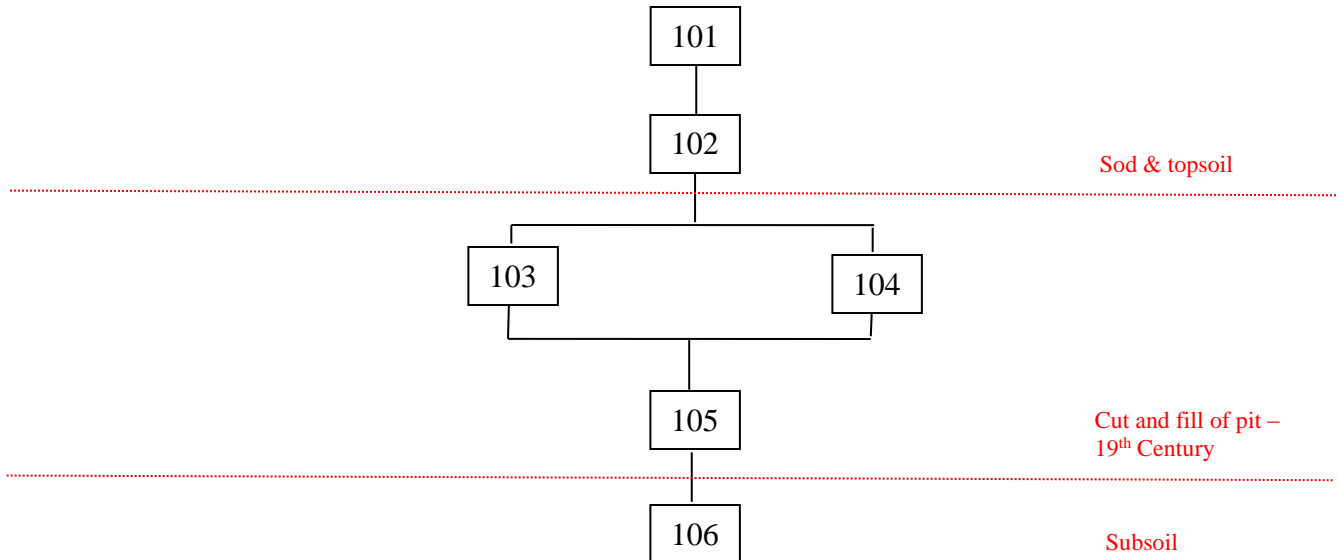 101
102
Sod & topsoil
103
104
105
Cut and fill of pit –
19th Century
106
Subsoil